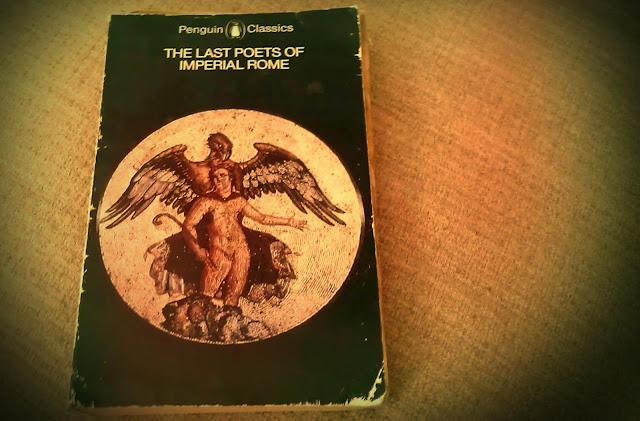 Penguin Classics
THE LAST POETS OF
IMPERIAL ROME